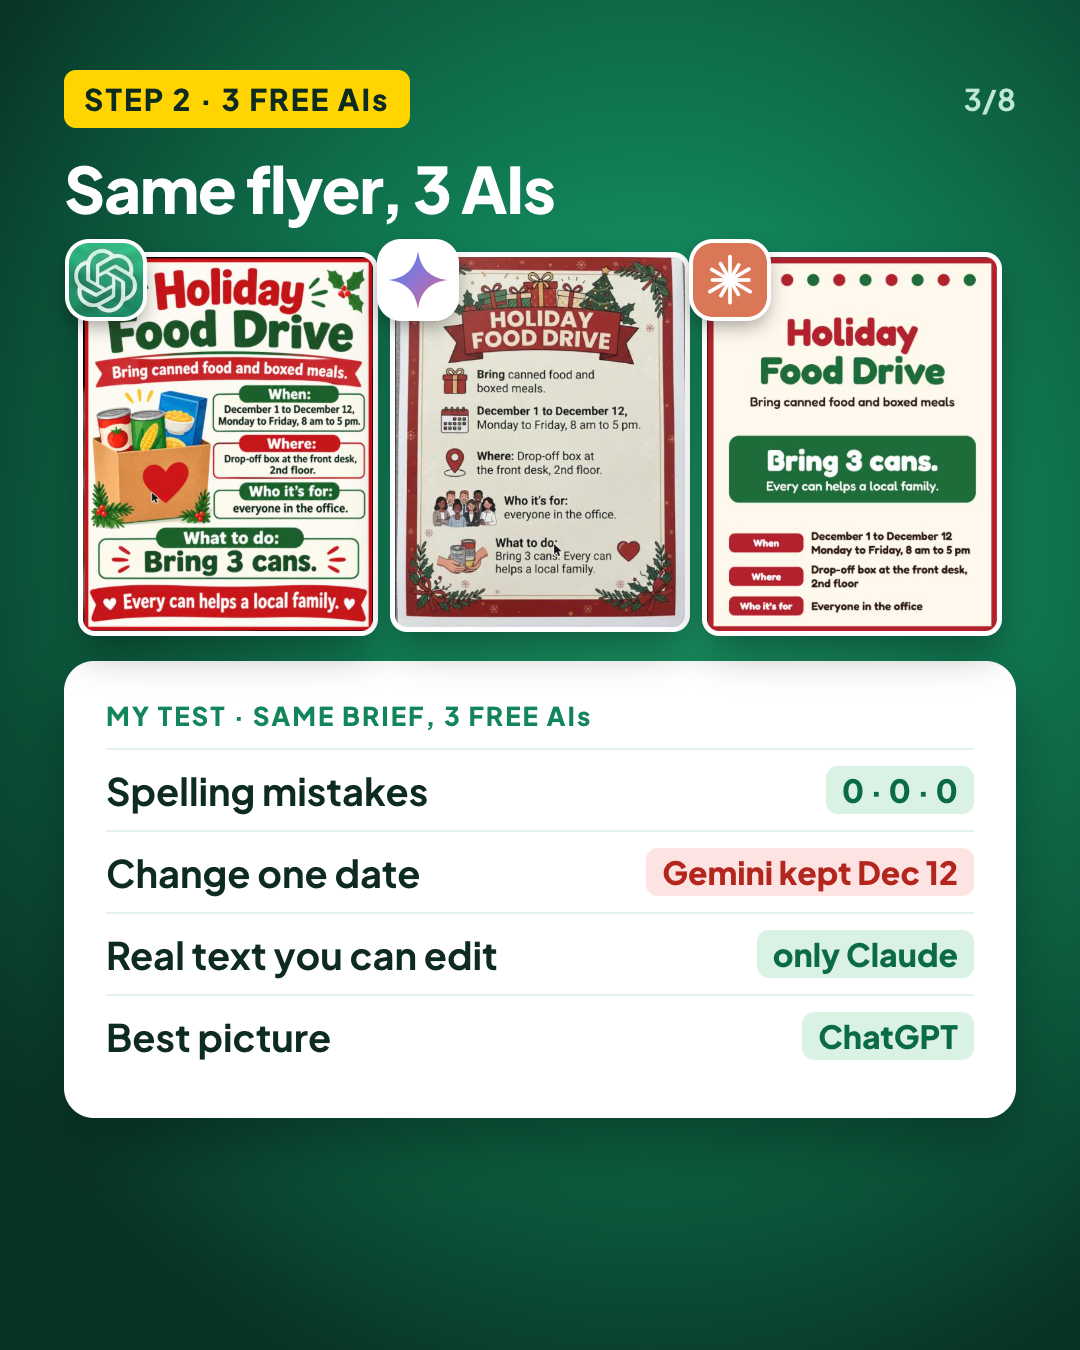 STEP 2 · 3 FREE AIs
3/8
Same flyer, 3 AIs
Holiday
Food Drive
Bring canned food and boxed meals.
When:
December 1 to December 12,
Monday to Friday, 8 am to 5 pm.
Where:
Drop-off box at the front desk,
2nd floor.
Who it's for:
everyone in the office.
What to do:
Bring 3 cans.
Every can helps a local family.
HOLIDAY
FOOD DRIVE
Bring canned food and
boxed meals.
December 1 to December 12,
Monday to Friday, 8 am to 5 pm.
Where: Drop-off box at
the front desk, 2nd floor.
Who it's for:
everyone in the office.
What to do:
Bring 3 cans. Every can
helps a local family.
Holiday
Food Drive
Bring canned food and boxed meals
Bring 3 cans.
Every can helps a local family.
When
December 1 to December 12
Monday to Friday, 8 am to 5 pm
Where
Drop-off box at the front desk,
2nd floor
Who it's for
Everyone in the office
MY TEST · SAME BRIEF, 3 FREE AIs
Spelling mistakes
0 · 0 · 0
Change one date
Gemini kept Dec 12
Real text you can edit
only Claude
Best picture
ChatGPT